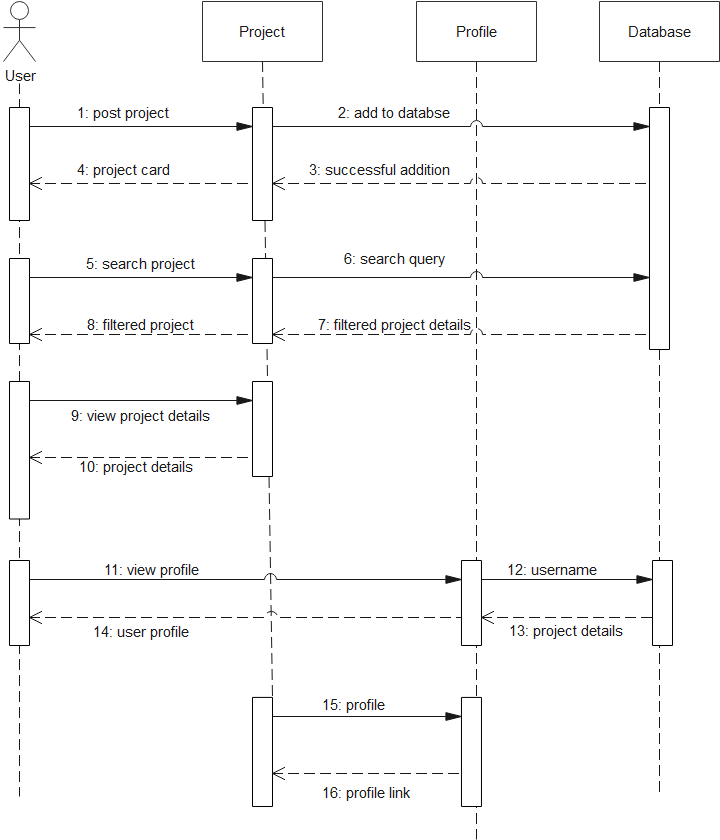 Project
Profile
Database
User
1: post project
2: add to databse
4: project card
3: successful addition
5: search project
6: search query
8: filtered project
7: filtered project details
9: view project details
10: project details
11: view profile
12: username
14: user profile
13: project details
15: profile
16: profile link